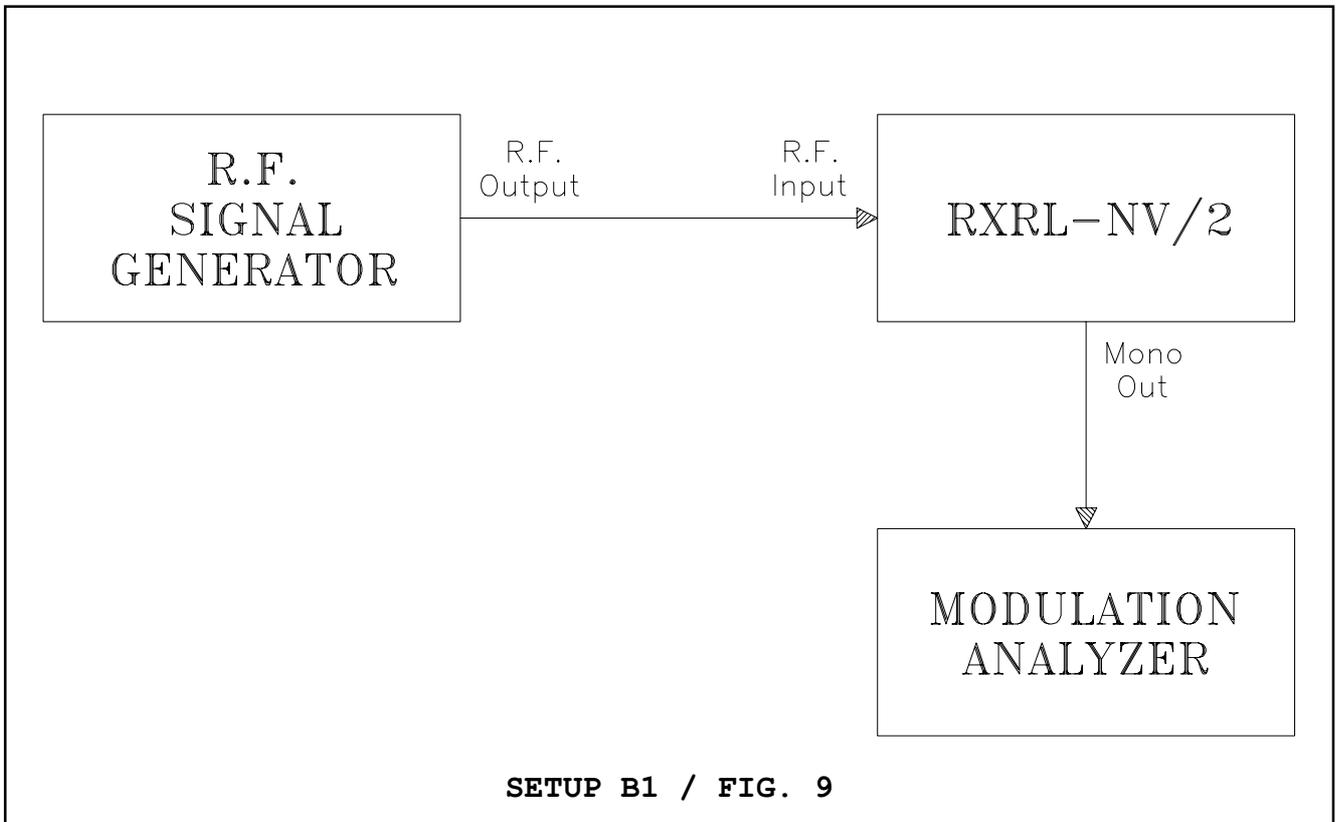 R.F.
SIGNAL
GENERATOR
R.F.
Output
R.F.
Input
RXRL-NV/2
Mono
Out
MODULATION
ANALYZER
SETUP B1 / FIG. 9